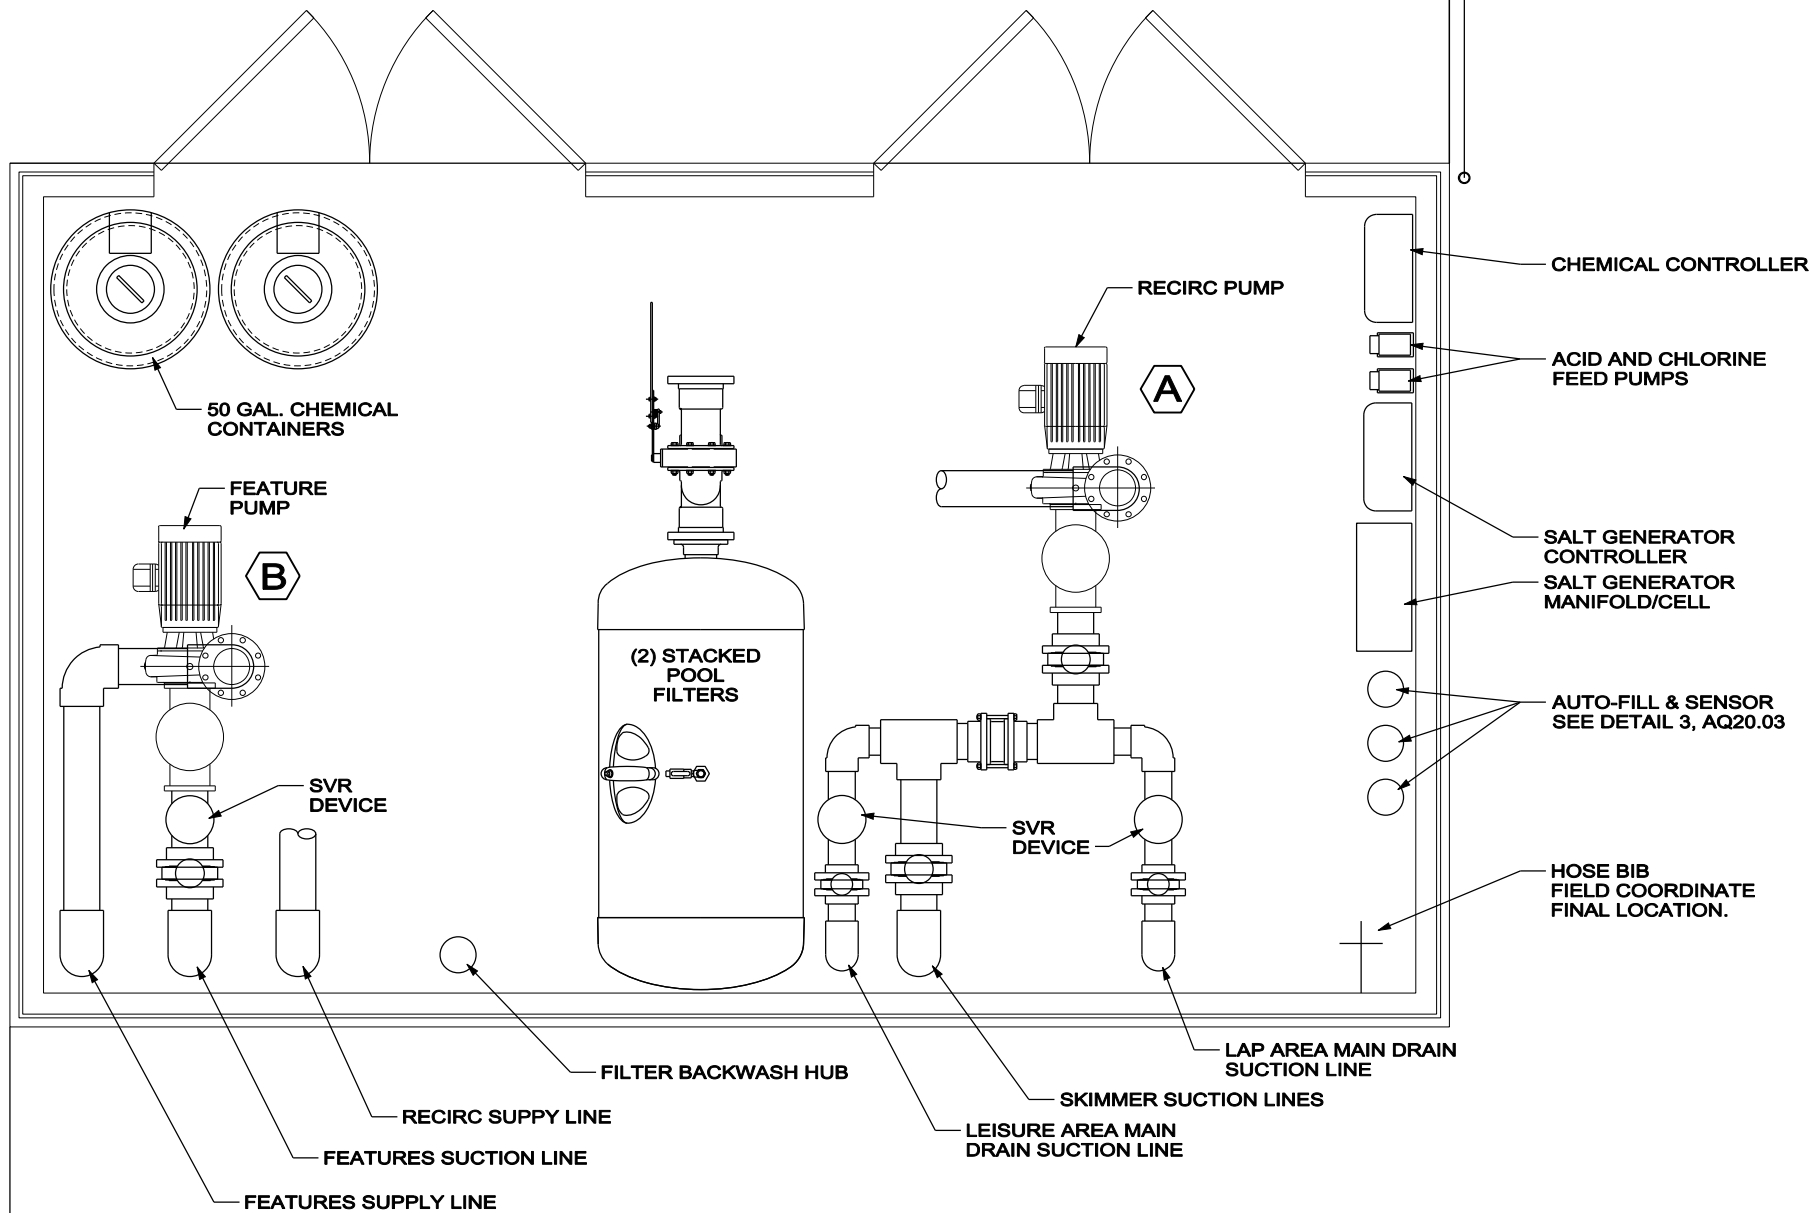 CHEMICAL CONTROLLER
RECIRC PUMP
A
ACID AND CHLORINE
FEED PUMPS
50 GAL. CHEMICAL
CONTAINERS
FEATURE
PUMP
B
SALT GENERATOR
CONTROLLER
SALT GENERATOR
MANIFOLD/CELL
(2) STACKED
POOL
FILTERS
AUTO-FILL & SENSOR
SEE DETAIL 3, AQ20.03
SVR
DEVICE
SVR
DEVICE
HOSE BIB
FIELD COORDINATE
FINAL LOCATION.
LAP AREA MAIN DRAIN
SUCTION LINE
FILTER BACKWASH HUB
SKIMMER SUCTION LINES
RECIRC SUPPY LINE
LEISURE AREA MAIN
DRAIN SUCTION LINE
FEATURES SUCTION LINE
FEATURES SUPPLY LINE